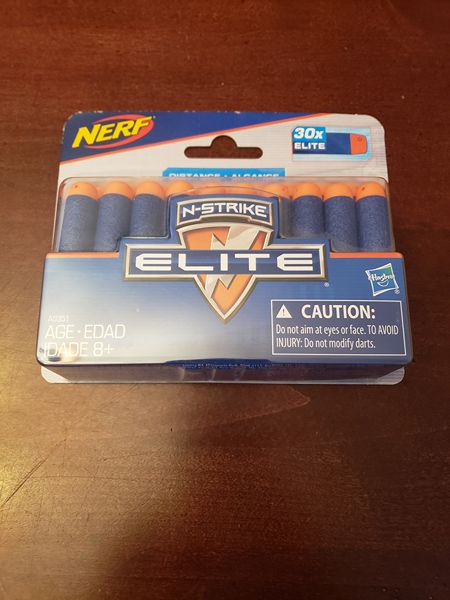 NERF
30x
ELITE
DISTANCE • ALCANCE
N-STRIKE
ELITE
®
Hasbro
A0351
AGE • EDAD
IDADE 8+
⚠ CAUTION:
Do not aim at eyes or face. TO AVOID
INJURY: Do not modify darts.